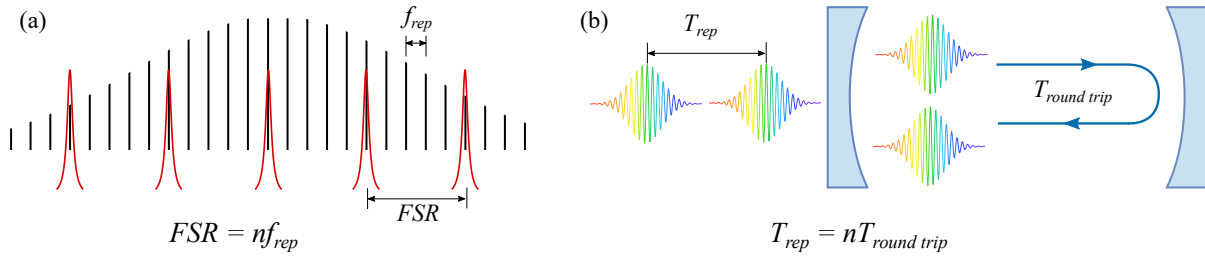 (a)
f_rep
FSR
FSR = nf_rep
(b)
T_rep
T_round trip
T_rep = nT_round trip